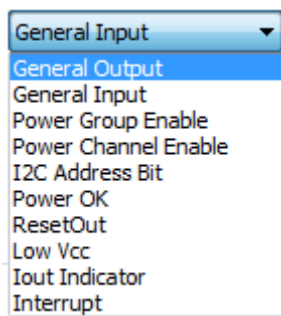 General Input
General Output
General Input
Power Group Enable
Power Channel Enable
I2C Address Bit
Power OK
ResetOut
Low Vcc
Iout Indicator
Interrupt